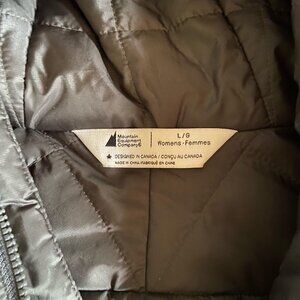 Mountain
Equipment
Company®
L/G
Womens · Femmes
DESIGNED IN CANADA / CONÇU AU CANADA
MADE IN CHINA / FABRIQUÉ EN CHINE